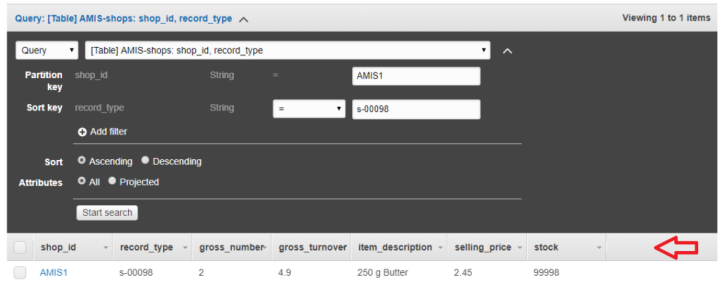 Query: [Table] AMIS-shops: shop_id, record_type Viewing 1 to 1 items
Query [Table] AMIS-shops: shop_id, record_type
Partition key shop_id String = AMIS1
Sort key record_type String = s-00098
Add filter
Sort Ascending Descending
Attributes All Projected
Start search
shop_id record_type gross_number gross_turnover item_description selling_price stock
AMIS1 s-00098 2 4.9 250 g Butter 2.45 99998